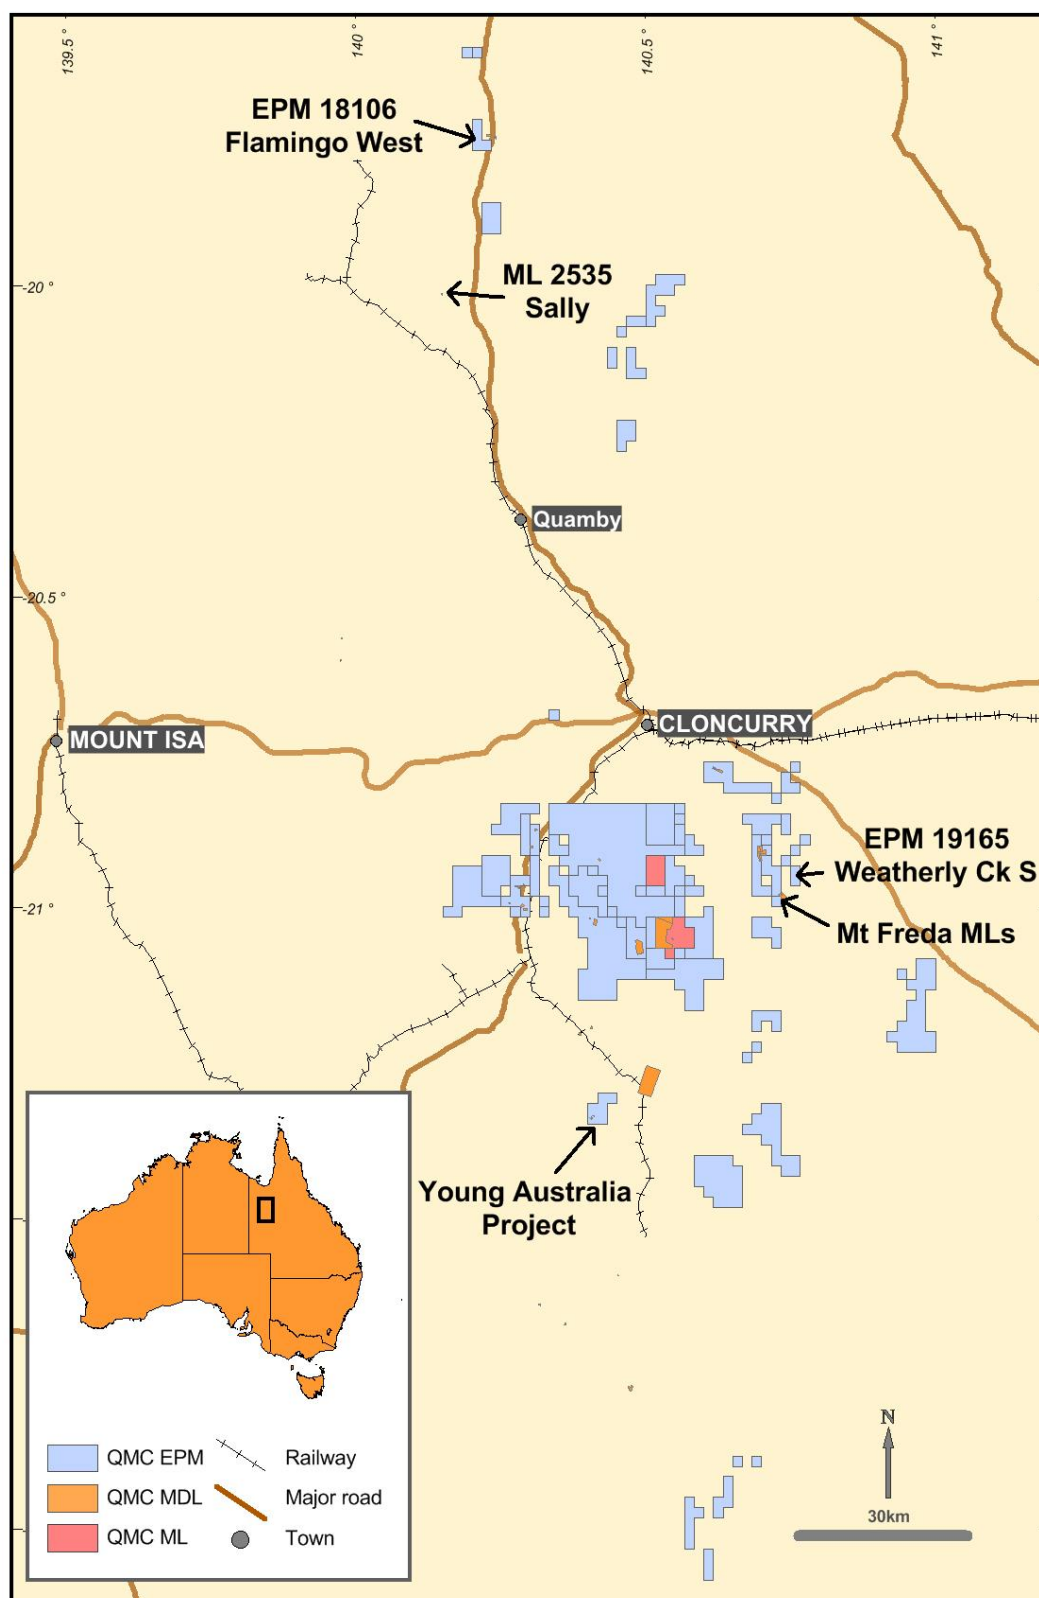 139.5 °
140 °
140.5 °
141 °
EPM 18106
Flamingo West
-20 °
ML 2535
Sally
Quamby
-20.5 °
MOUNT ISA
CLONCURRY
EPM 19165
Weatherly Ck S
-21 °
Mt Freda MLs
Young Australia
Project
N
30km
QMC EPM
Railway
QMC MDL
Major road
QMC ML
Town